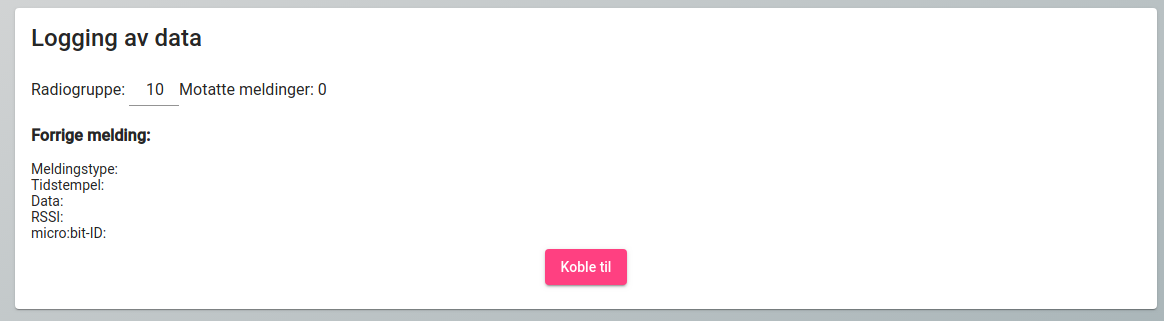 Logging av data
Radiogruppe: 10 Motatte meldinger: 0
Forrige melding:
Meldingstype:
Tidstempel:
Data:
RSSI:
micro:bit-ID:
Koble til